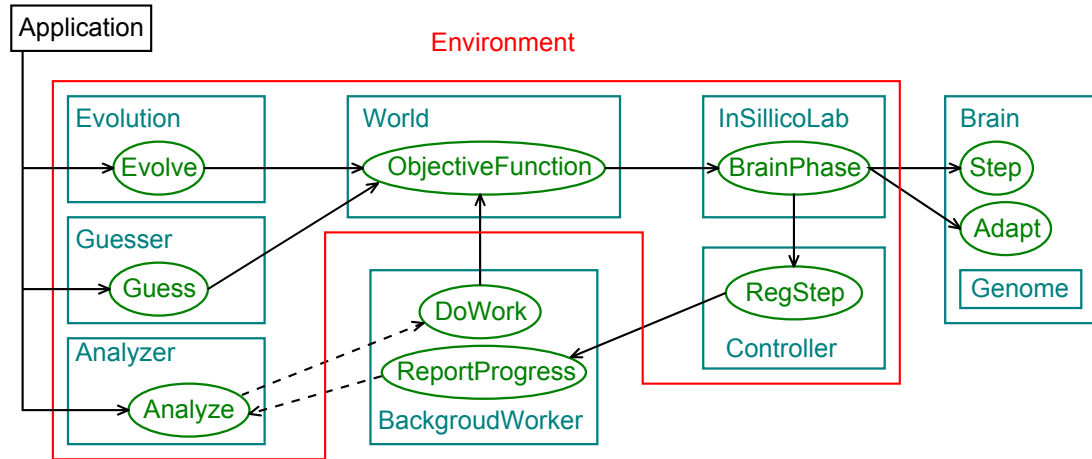 Application
Environment
Evolution
Evolve
World
ObjectiveFunction
InSillicoLab
BrainPhase
Brain
Step
Adapt
Genome
Guesser
Guess
DoWork
ReportProgress
BackgroudWorker
RegStep
Controller
Analyzer
Analyze